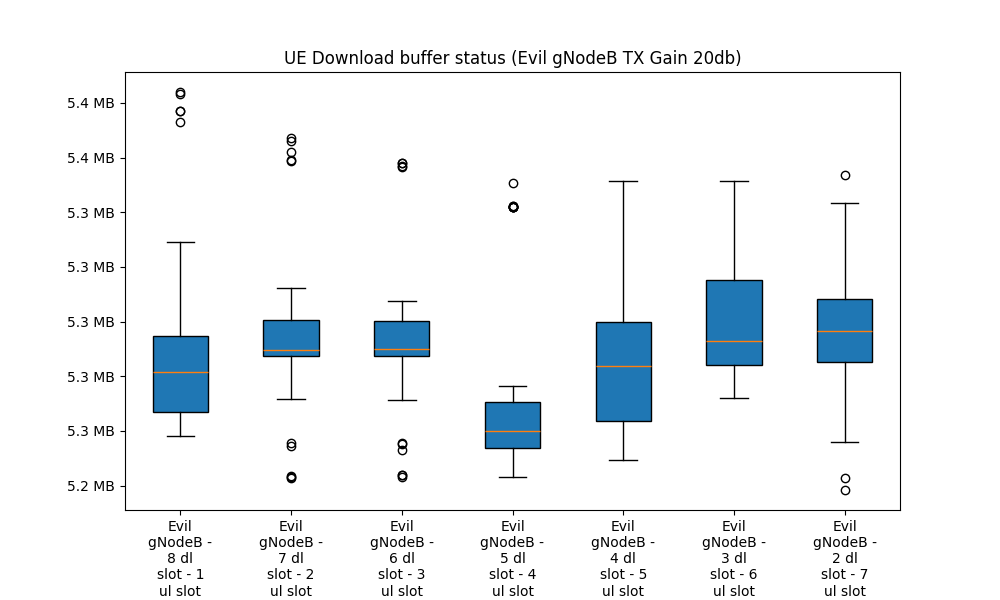 UE Download buffer status (Evil gNodeB TX Gain 20db)
5.4 MB
5.4 MB
5.3 MB
5.3 MB
5.3 MB
5.3 MB
5.3 MB
5.2 MB
Evil
gNodeB -
8 dl
slot - 1
ul slot
Evil
gNodeB -
7 dl
slot - 2
ul slot
Evil
gNodeB -
6 dl
slot - 3
ul slot
Evil
gNodeB -
5 dl
slot - 4
ul slot
Evil
gNodeB -
4 dl
slot - 5
ul slot
Evil
gNodeB -
3 dl
slot - 6
ul slot
Evil
gNodeB -
2 dl
slot - 7
ul slot